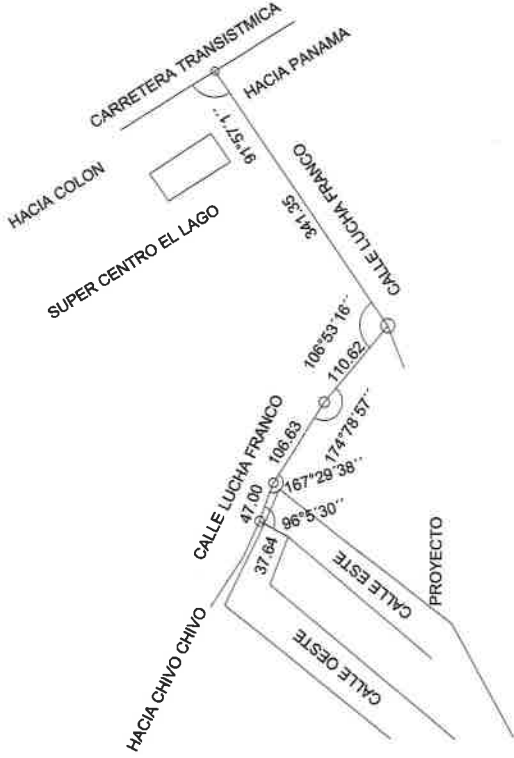 CARRETERA TRANSISTMICA
HACIA PANAMA
91°57'1''
HACIA COLON
SUPER CENTRO EL LAGO
341.35
CALLE LUCHA FRANCO
106°53'16''
110.62
174°78'57''
106.63
CALLE LUCHA FRANCO
167°29'38''
47.00
96°5'30''
37.64
HACIA CHIVO CHIVO
CALLE ESTE
PROYECTO
CALLE OESTE